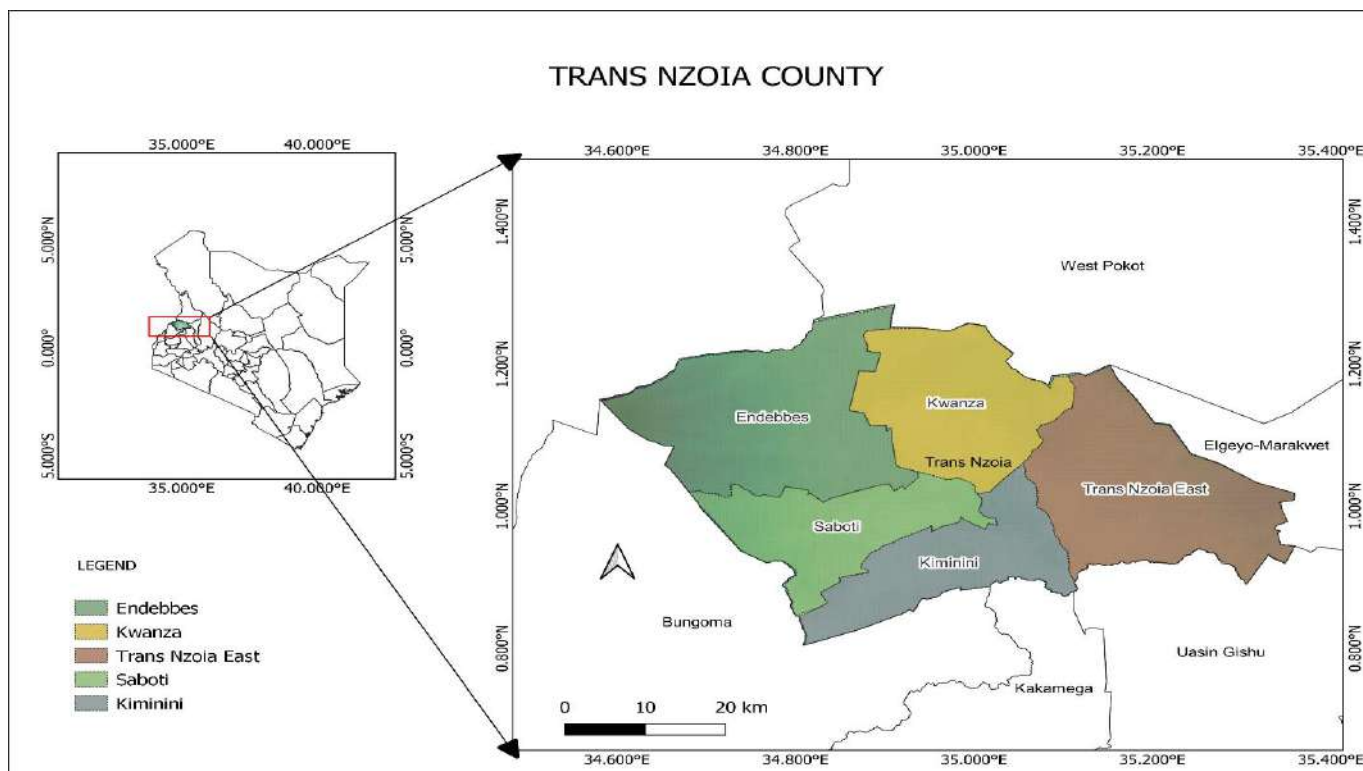 TRANS NZOIA COUNTY
35.000°E 40.000°E
5.000°N 5.000°N
0.000° 0.000°
5.000°S 5.000°S
35.000°E 40.000°E
34.600°E 34.800°E 35.000°E 35.200°E 35.400°E
1.400°N 1.400°N
West Pokot
1.200°N 1.200°N
Endebbes
Kwanza
Elgeyo-Marakwet
Trans Nzoia
Trans Nzoia East
1.000°N 1.000°N
Saboti
Kiminini
Bungoma
0.800°N 0.800°N
Uasin Gishu
Kakamega
0 10 20 km
34.600°E 34.800°E 35.000°E 35.200°E 35.400°E
LEGEND
Endebbes
Kwanza
Trans Nzoia East
Saboti
Kiminini